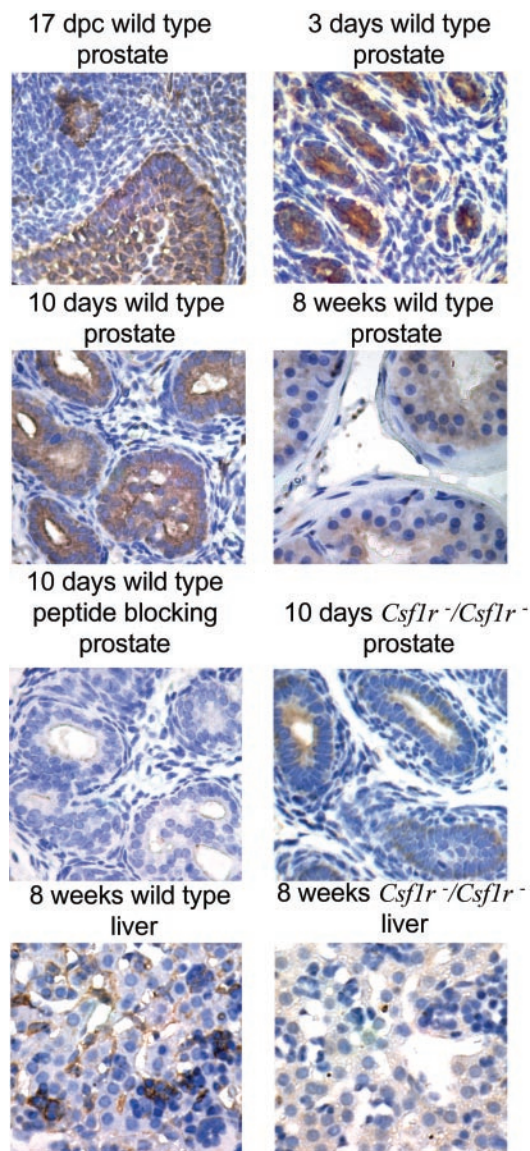 17 dpc wild type
prostate
3 days wild type
prostate
10 days wild type
prostate
8 weeks wild type
prostate
10 days wild type
peptide blocking
prostate
10 days Csf1r -/Csf1r -
prostate
8 weeks wild type
liver
8 weeks Csf1r -/Csf1r -
liver